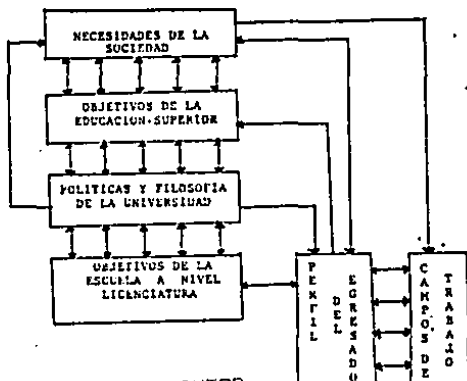 NECESIDADES DE LA
SOCIEDAD
OBJETIVOS DE LA
EDUCACION-SUPERIOR
POLITICAS Y FILOSOFIA
DE LA UNIVERSIDAD
OBJETIVOS DE LA
ESCUELA A NIVEL
LICENCIATURA
PERFIL
DEL
EGRESADO
CAMPOS DE
TRABAJO